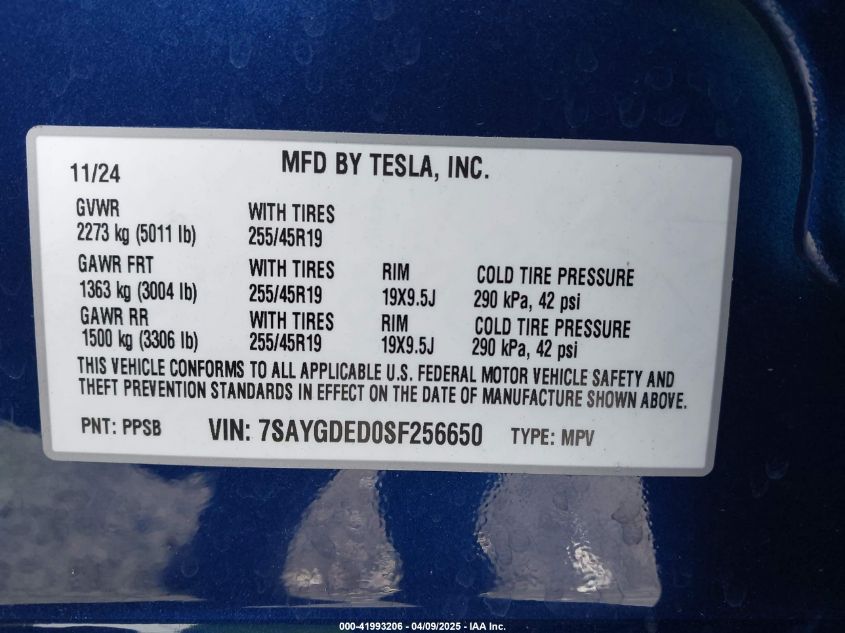 11/24 MFD BY TESLA, INC.
GVWR WITH TIRES
2273 kg (5011 lb) 255/45R19
GAWR FRT WITH TIRES RIM COLD TIRE PRESSURE
1363 kg (3004 lb) 255/45R19 19X9.5J 290 kPa, 42 psi
GAWR RR WITH TIRES RIM COLD TIRE PRESSURE
1500 kg (3306 lb) 255/45R19 19X9.5J 290 kPa, 42 psi
THIS VEHICLE CONFORMS TO ALL APPLICABLE U.S. FEDERAL MOTOR VEHICLE SAFETY AND
THEFT PREVENTION STANDARDS IN EFFECT ON THE DATE OF MANUFACTURE SHOWN ABOVE.
PNT: PPSB VIN: 7SAYGDED0SF256650 TYPE: MPV
000-41993206 - 04/09/2025 - IAA Inc.